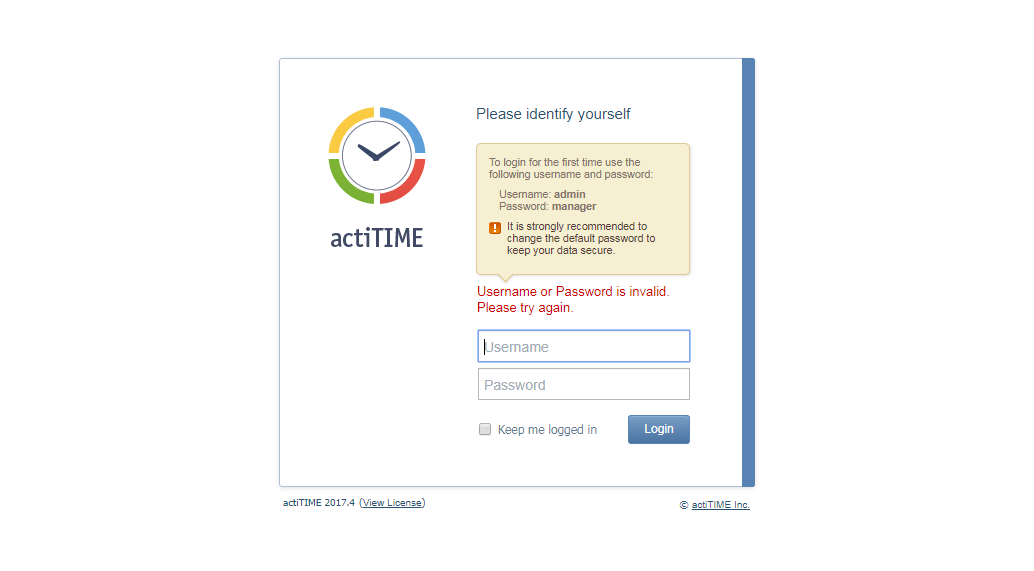 actiTIME
Please identify yourself
To login for the first time use the
following username and password:
Username: admin
Password: manager
It is strongly recommended to
change the default password to
keep your data secure.
Username or Password is invalid.
Please try again.
Username
Password
Keep me logged in
Login
actiTIME 2017.4 (View License)
© actiTIME Inc.